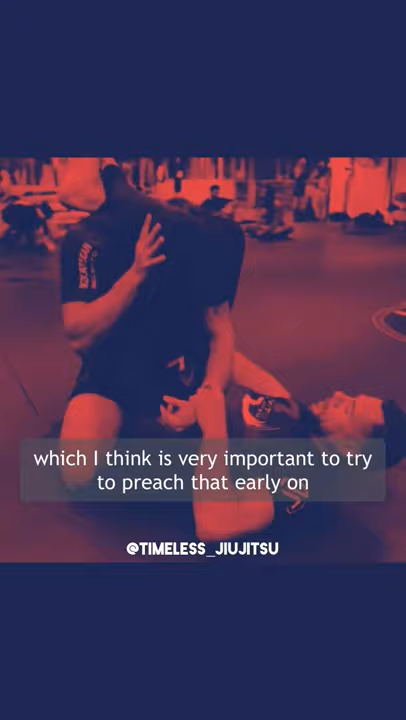 which I think is very important to try
to preach that early on
@TIMELESS_JIUJITSU